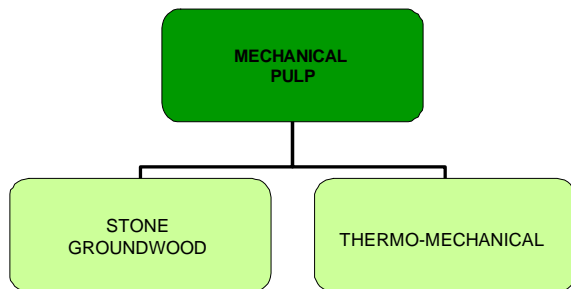 MECHANICAL
PULP
STONE
GROUNDWOOD
THERMO-MECHANICAL